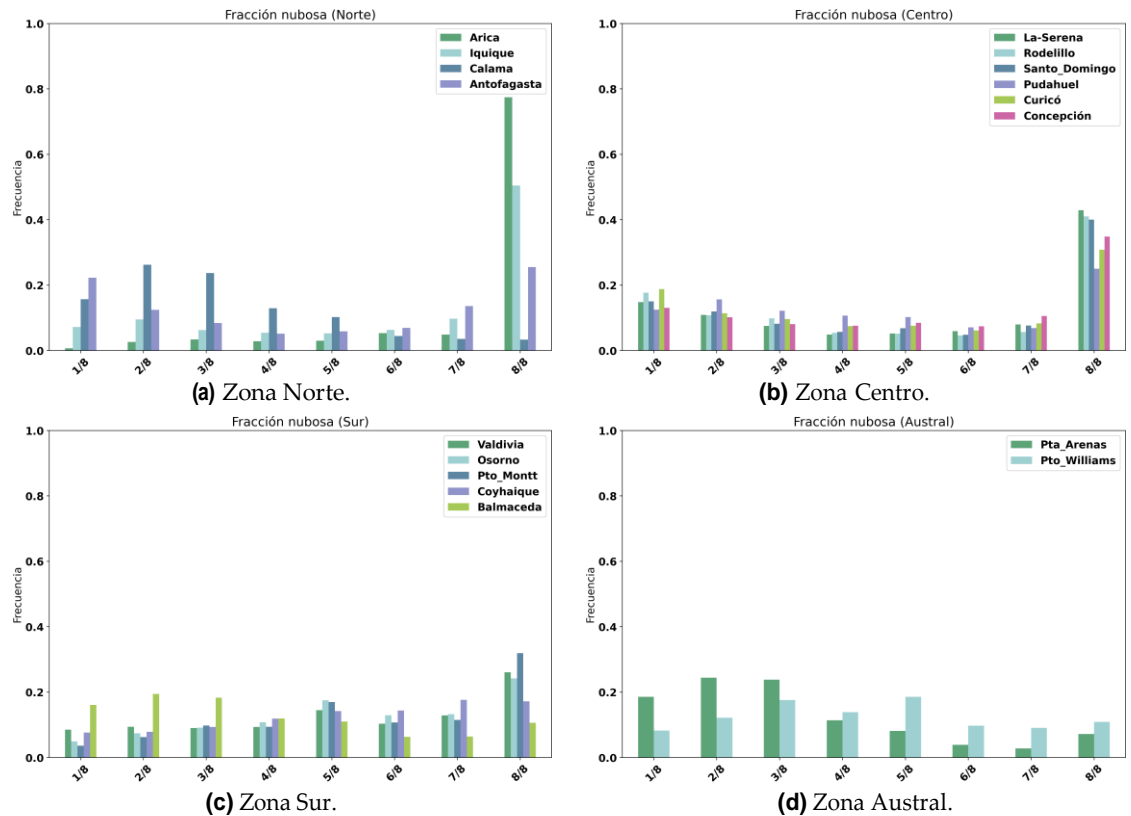 Fracción nubosa (Norte)
1.0
0.8
0.6
0.4
0.2
0.0
Frecuencia
Arica
Iquique
Calama
Antofagasta
1/8
2/8
3/8
4/8
5/8
6/8
7/8
8/8
(a) Zona Norte.
Fracción nubosa (Centro)
1.0
0.8
0.6
0.4
0.2
0.0
Frecuencia
La-Serena
Rodelillo
Santo_Domingo
Pudahuel
Curicó
Concepción
1/8
2/8
3/8
4/8
5/8
6/8
7/8
8/8
(b) Zona Centro.
Fracción nubosa (Sur)
1.0
0.8
0.6
0.4
0.2
0.0
Frecuencia
Valdivia
Osorno
Pto_Montt
Coyhaique
Balmaceda
1/8
2/8
3/8
4/8
5/8
6/8
7/8
8/8
(c) Zona Sur.
Fracción nubosa (Austral)
1.0
0.8
0.6
0.4
0.2
0.0
Frecuencia
Pta_Arenas
Pto_Williams
1/8
2/8
3/8
4/8
5/8
6/8
7/8
8/8
(d) Zona Austral.